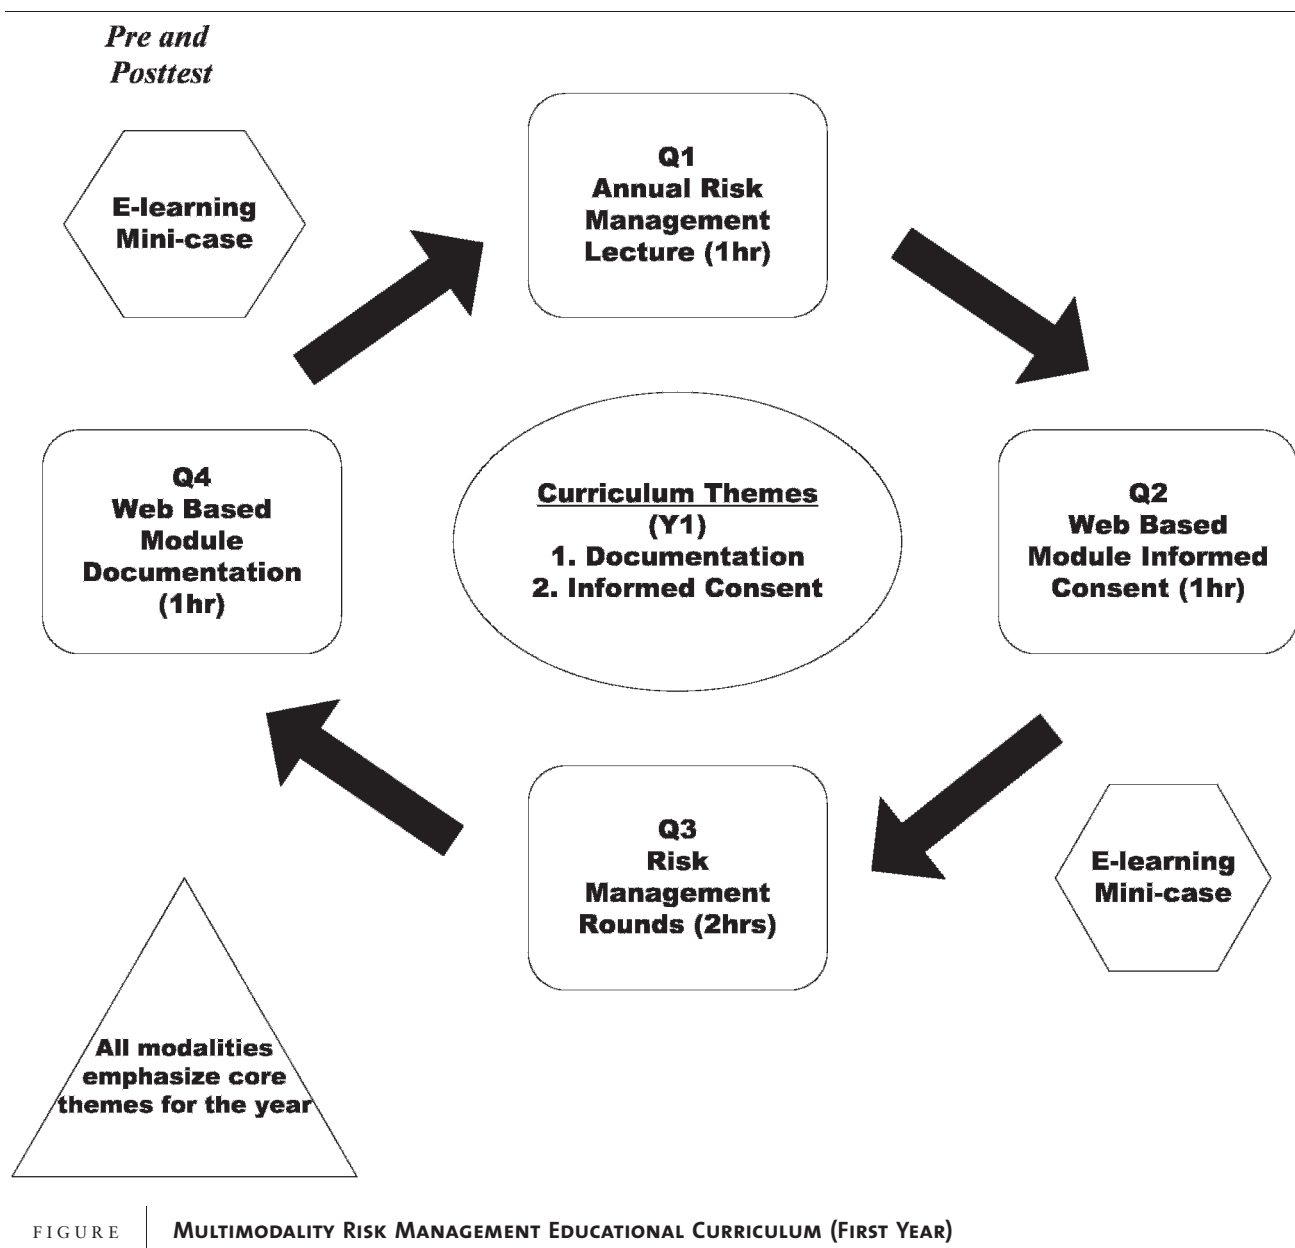 Pre and
Posttest
E-learning
Mini-case
Q1
Annual Risk
Management
Lecture (1hr)
Q4
Web Based
Module
Documentation
(1hr)
Curriculum Themes
(Y1)
1. Documentation
2. Informed Consent
Q2
Web Based
Module Informed
Consent (1hr)
Q3
Risk
Management
Rounds (2hrs)
E-learning
Mini-case
All modalities
emphasize core
themes for the year
FIGURE
MULTIMODALITY RISK MANAGEMENT EDUCATIONAL CURRICULUM (FIRST YEAR)